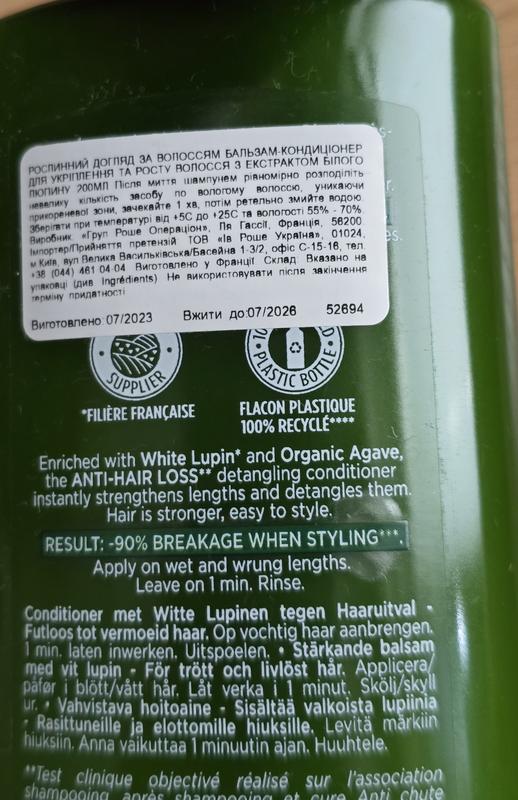 РОСЛИННИЙ ДОГЛЯД ЗА ВОЛОССЯМ БАЛЬЗАМ-КОНДИЦІОНЕР
ДЛЯ УКРІПЛЕННЯ ТА РОСТУ ВОЛОССЯ З ЕКСТРАКТОМ БІЛОГО
ЛЮПИНУ 200МЛ Після миття шампунем рівномірно розподіліть
невелику кількість засобу по вологому волоссю, уникаючи
прикореневої зони, зачекайте 1 хв, потім ретельно змийте водою.
Зберігати при температурі від +5С до +25С та вологості 55% - 70%.
Виробник «Груп Роше Операціон», Ля Гассії, Франція, 56200
Імпортер/Прийняття претензій ТОВ «Ів Роше Україна», 01024,
м Київ, вул Велика Васильківська/Басейна 1-3/2, офіс С-15-16, тел.
+38 (044) 461 04 04 Виготовлено у Франції Склад: Вказано на
упаковці (див Ingrédients) Не використовувати після закінчення
терміну придатності
Виготовлено 07/2023 Вжити до:07/2026 52694
SUPPLIER
PLASTIC BOTTLE
*FILIÈRE FRANÇAISE
FLACON PLASTIQUE
100% RECYCLÉ****
Enriched with White Lupin* and Organic Agave,
the ANTI-HAIR LOSS** detangling conditioner
instantly strengthens lengths and detangles them.
Hair is stronger, easy to style.
RESULT: -90% BREAKAGE WHEN STYLING***.
Apply on wet and wrung lengths.
Leave on 1 min. Rinse.
Conditioner met Witte Lupinen tegen Haaruitval •
Futloos tot vermoeid haar. Op vochtig haar aanbrengen.
1 min. laten inwerken. Uitspoelen. • Stärkande balsam
med vit lupin • För trött och livlöst hår. Applicera/
påfør i blött/vått hår. Låt verka i 1 minut. Skölj/skyll
ur. • Vahvistava hoitoaine • Sisältää valkoista lupiinia
• Rasittuneille ja elottomille hiuksille. Levitä märkiin
hiuksiin. Anna vaikuttaa 1 minuutin ajan. Huuhtele.
**Test clinique objectivé réalisé sur l'association
shampooing après shampooing et cure Anti chute